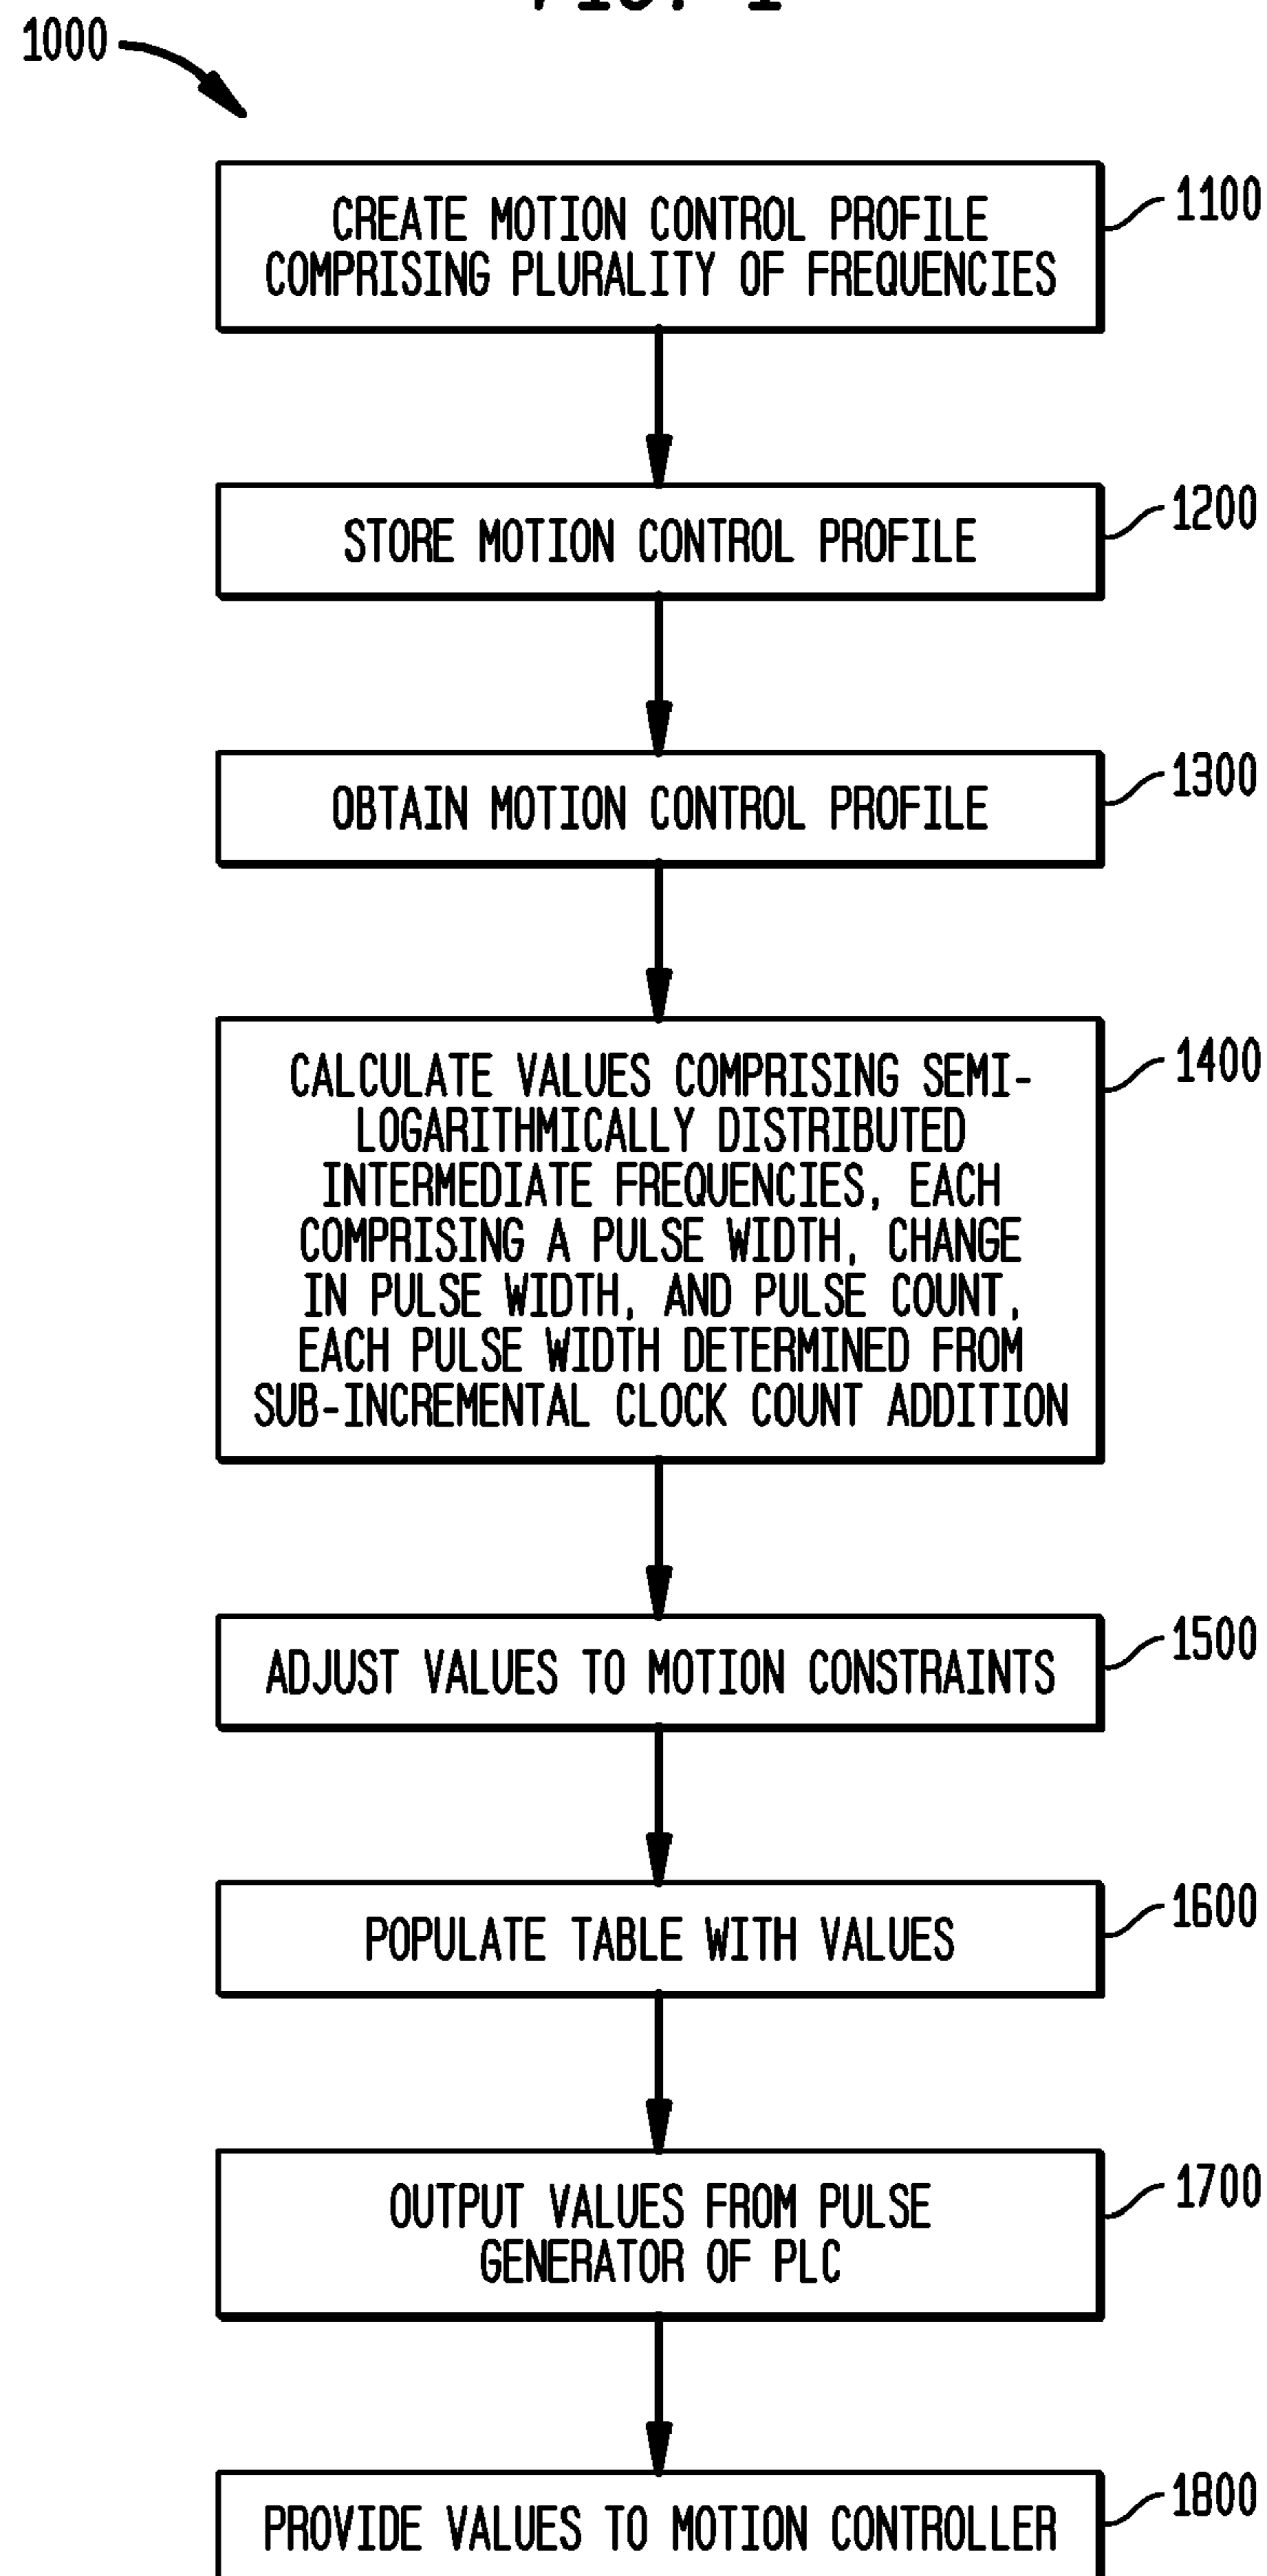 FIG. 1
1000
CREATE MOTION CONTROL PROFILE
COMPRISING PLURALITY OF FREQUENCIES
1100
STORE MOTION CONTROL PROFILE
1200
OBTAIN MOTION CONTROL PROFILE
1300
CALCULATE VALUES COMPRISING SEMI-
LOGARITHMICALLY DISTRIBUTED
INTERMEDIATE FREQUENCIES, EACH
COMPRISING A PULSE WIDTH, CHANGE
IN PULSE WIDTH, AND PULSE COUNT,
EACH PULSE WIDTH DETERMINED FROM
SUB-INCREMENTAL CLOCK COUNT ADDITION
1400
ADJUST VALUES TO MOTION CONSTRAINTS
1500
POPULATE TABLE WITH VALUES
1600
OUTPUT VALUES FROM PULSE
GENERATOR OF PLC
1700
PROVIDE VALUES TO MOTION CONTROLLER
1800